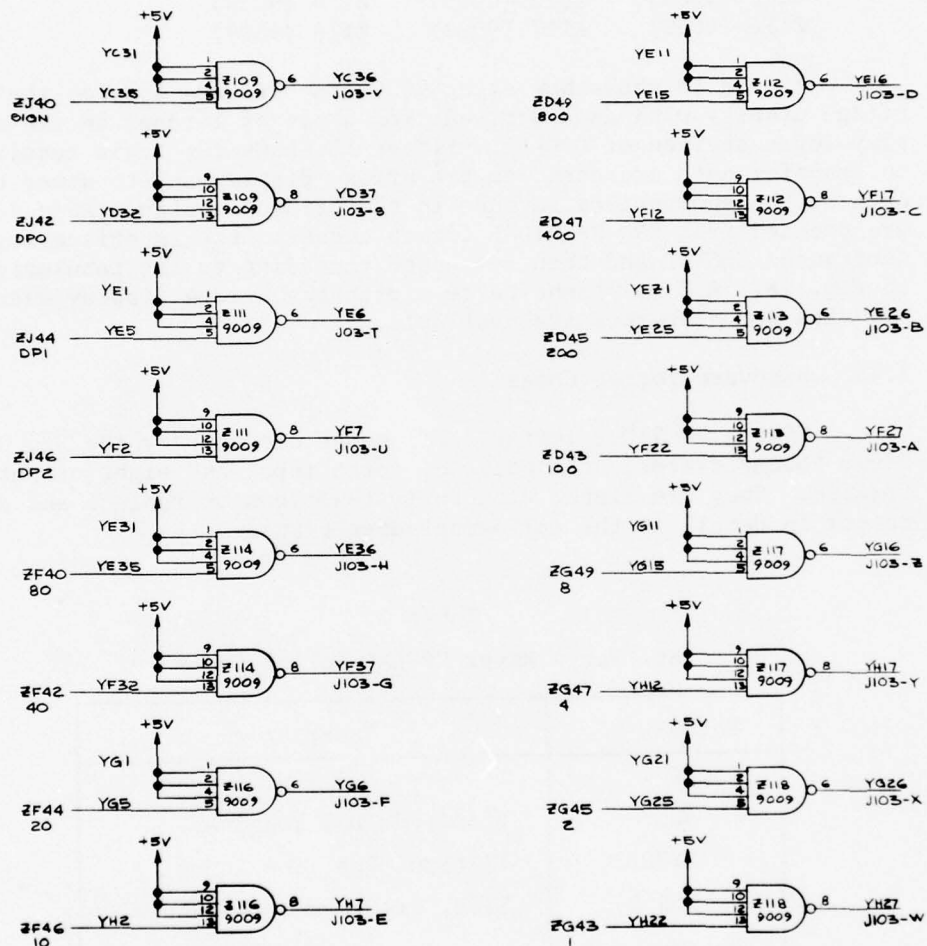 +5V
YC31
1
2
4
5
Z109
9009
6
YC36
J103-V
ZJ40
SIGN
YC35
+5V
9
10
12
13
Z109
9009
8
YD37
J103-S
ZJ42
DP0
YD32
+5V
YE1
1
2
4
5
Z111
9009
6
YE6
J03-T
ZJ44
DP1
YE5
+5V
9
10
12
13
Z111
9009
8
YF7
J103-U
ZJ46
DP2
YF2
+5V
YE31
1
2
4
5
Z114
9009
6
YE36
J103-H
ZF40
80
YE35
+5V
9
10
12
13
Z114
9009
8
YF37
J103-G
ZF42
40
YF32
+5V
YG1
1
2
4
5
Z116
9009
6
YG6
J103-F
ZF44
20
YG5
+5V
9
10
12
13
Z116
9009
8
YH7
J103-E
ZF46
10
YH2
+5V
YE11
1
2
4
5
Z112
9009
6
YE16
J103-D
ZD49
800
YE15
+5V
9
10
12
13
Z112
9009
8
YF17
J103-C
ZD47
400
YF12
+5V
YEZ1
1
2
4
5
Z113
9009
6
YE26
J103-B
ZD45
200
YE25
+5V
9
10
12
13
Z113
9009
8
YF27
J103-A
ZD43
100
YF22
+5V
YG11
1
2
4
5
Z117
9009
6
YG16
J103-Z
ZG49
8
YG15
+5V
9
10
12
13
Z117
9009
8
YH17
J103-Y
ZG47
4
YH12
+5V
YG21
1
2
4
5
Z118
9009
6
YG26
J103-X
ZG45
2
YG25
+5V
9
10
12
13
Z118
9009
8
YH27
J103-W
ZG43
1
YH22